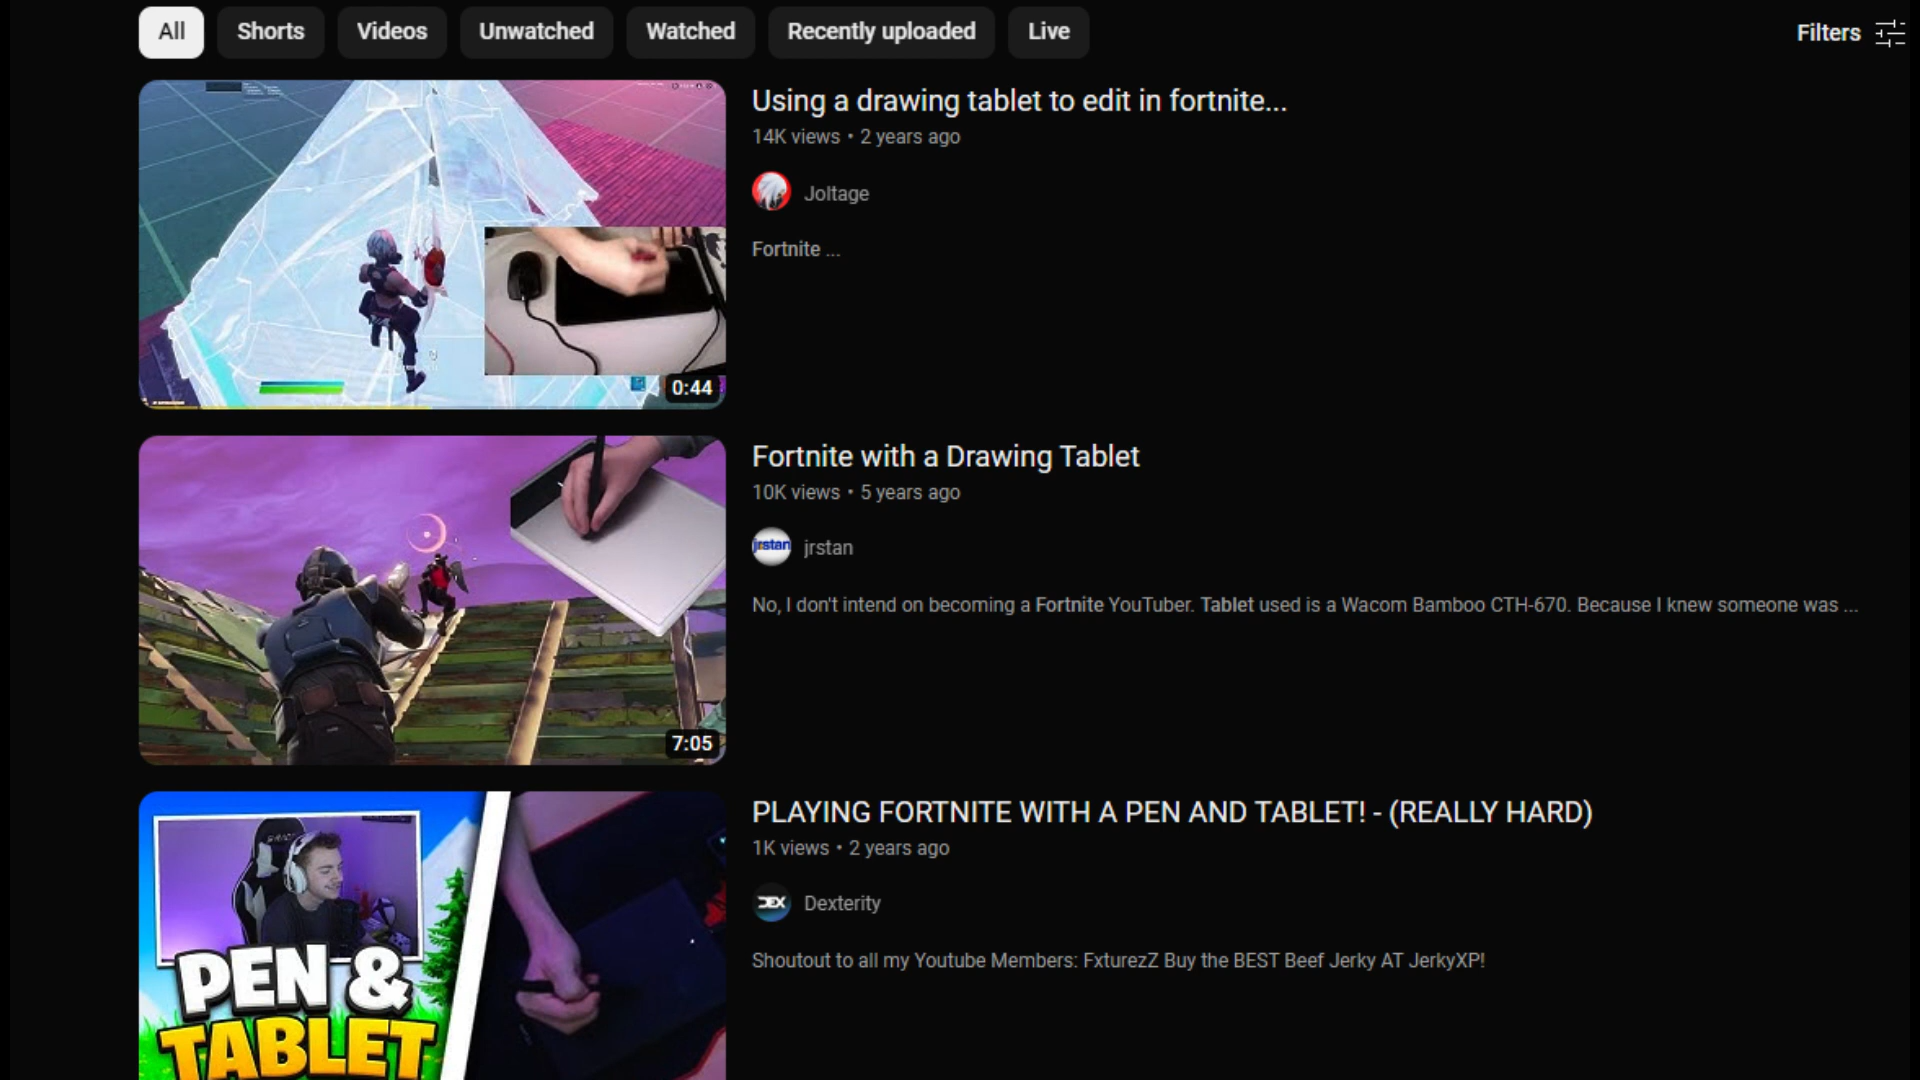 All
Shorts
Videos
Unwatched
Watched
Recently uploaded
Live
Filters
Using a drawing tablet to edit in fortnite...
14K views • 2 years ago
Joltage
Fortnite ...
0:44
Fortnite with a Drawing Tablet
10K views • 5 years ago
jrstan
jrstan
No, I don't intend on becoming a Fortnite YouTuber. Tablet used is a Wacom Bamboo CTH-670. Because I knew someone was ...
7:05
PLAYING FORTNITE WITH A PEN AND TABLET! - (REALLY HARD)
1K views • 2 years ago
DEX
Dexterity
Shoutout to all my Youtube Members: FxturezZ Buy the BEST Beef Jerky AT JerkyXP!
PEN &
TABLET